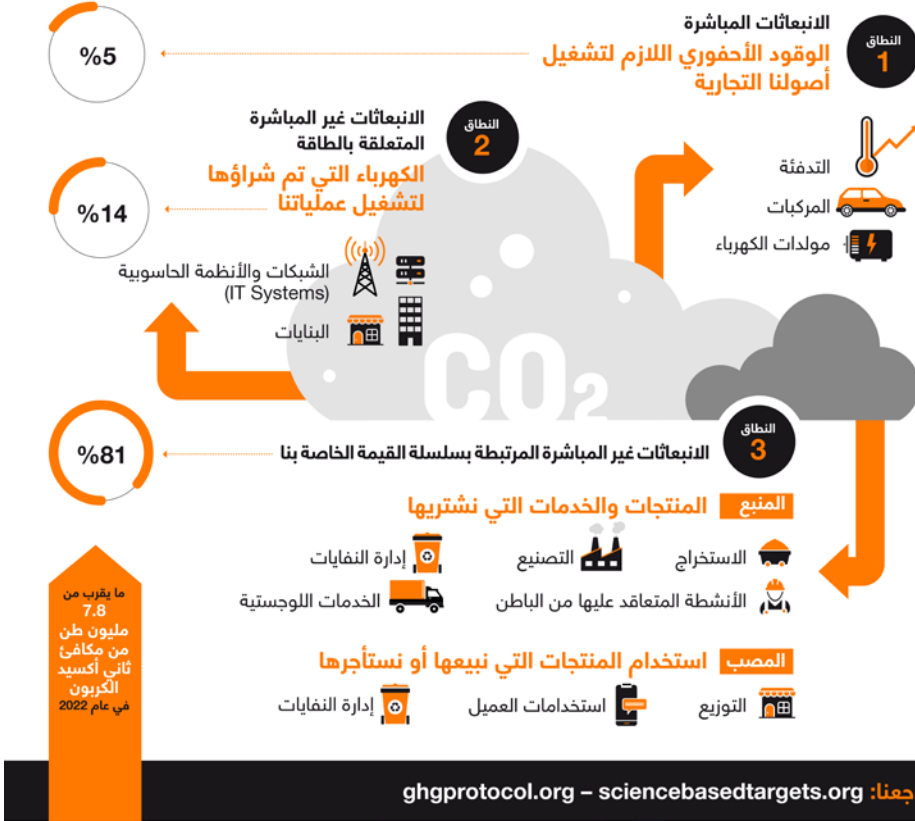 النطاق
1
الانبعاثات المباشرة
الوقود الأحفوري اللازم لتشغيل
أصولنا التجارية
%5
التدفئة
المركبات
مولدات الكهرباء
النطاق
2
الانبعاثات غير المباشرة
المتعلقة بالطاقة
الكهرباء التي تم شراؤها
لتشغيل عملياتنا
%14
الشبكات والأنظمة الحاسوبية
(IT Systems)
البنايات
CO2
النطاق
3
الانبعاثات غير المباشرة المرتبطة بسلسلة القيمة الخاصة بنا
%81
المنبع المنتجات والخدمات التي نشتريها
الاستخراج
التصنيع
إدارة النفايات
الأنشطة المتعاقد عليها من الباطن
الخدمات اللوجستية
المصب استخدام المنتجات التي نبيعها أو نستأجرها
التوزيع
استخدامات العميل
إدارة النفايات
ما يقرب من
7.8
مليون طن
من مكافئ
ثاني أكسيد
الكربون
في عام 2022
جعنا: ghgprotocol.org – sciencebasedtargets.org